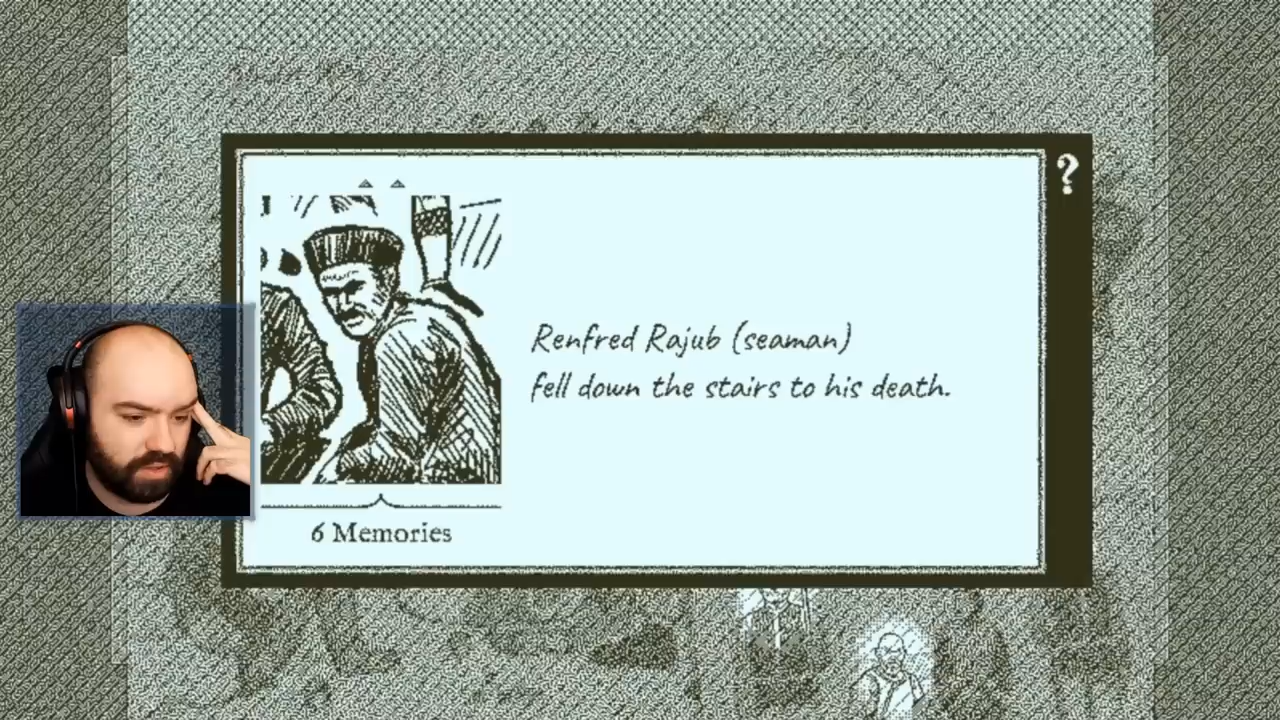 ?
Renfred Rajub (seaman)
fell down the stairs to his death.
6 Memories